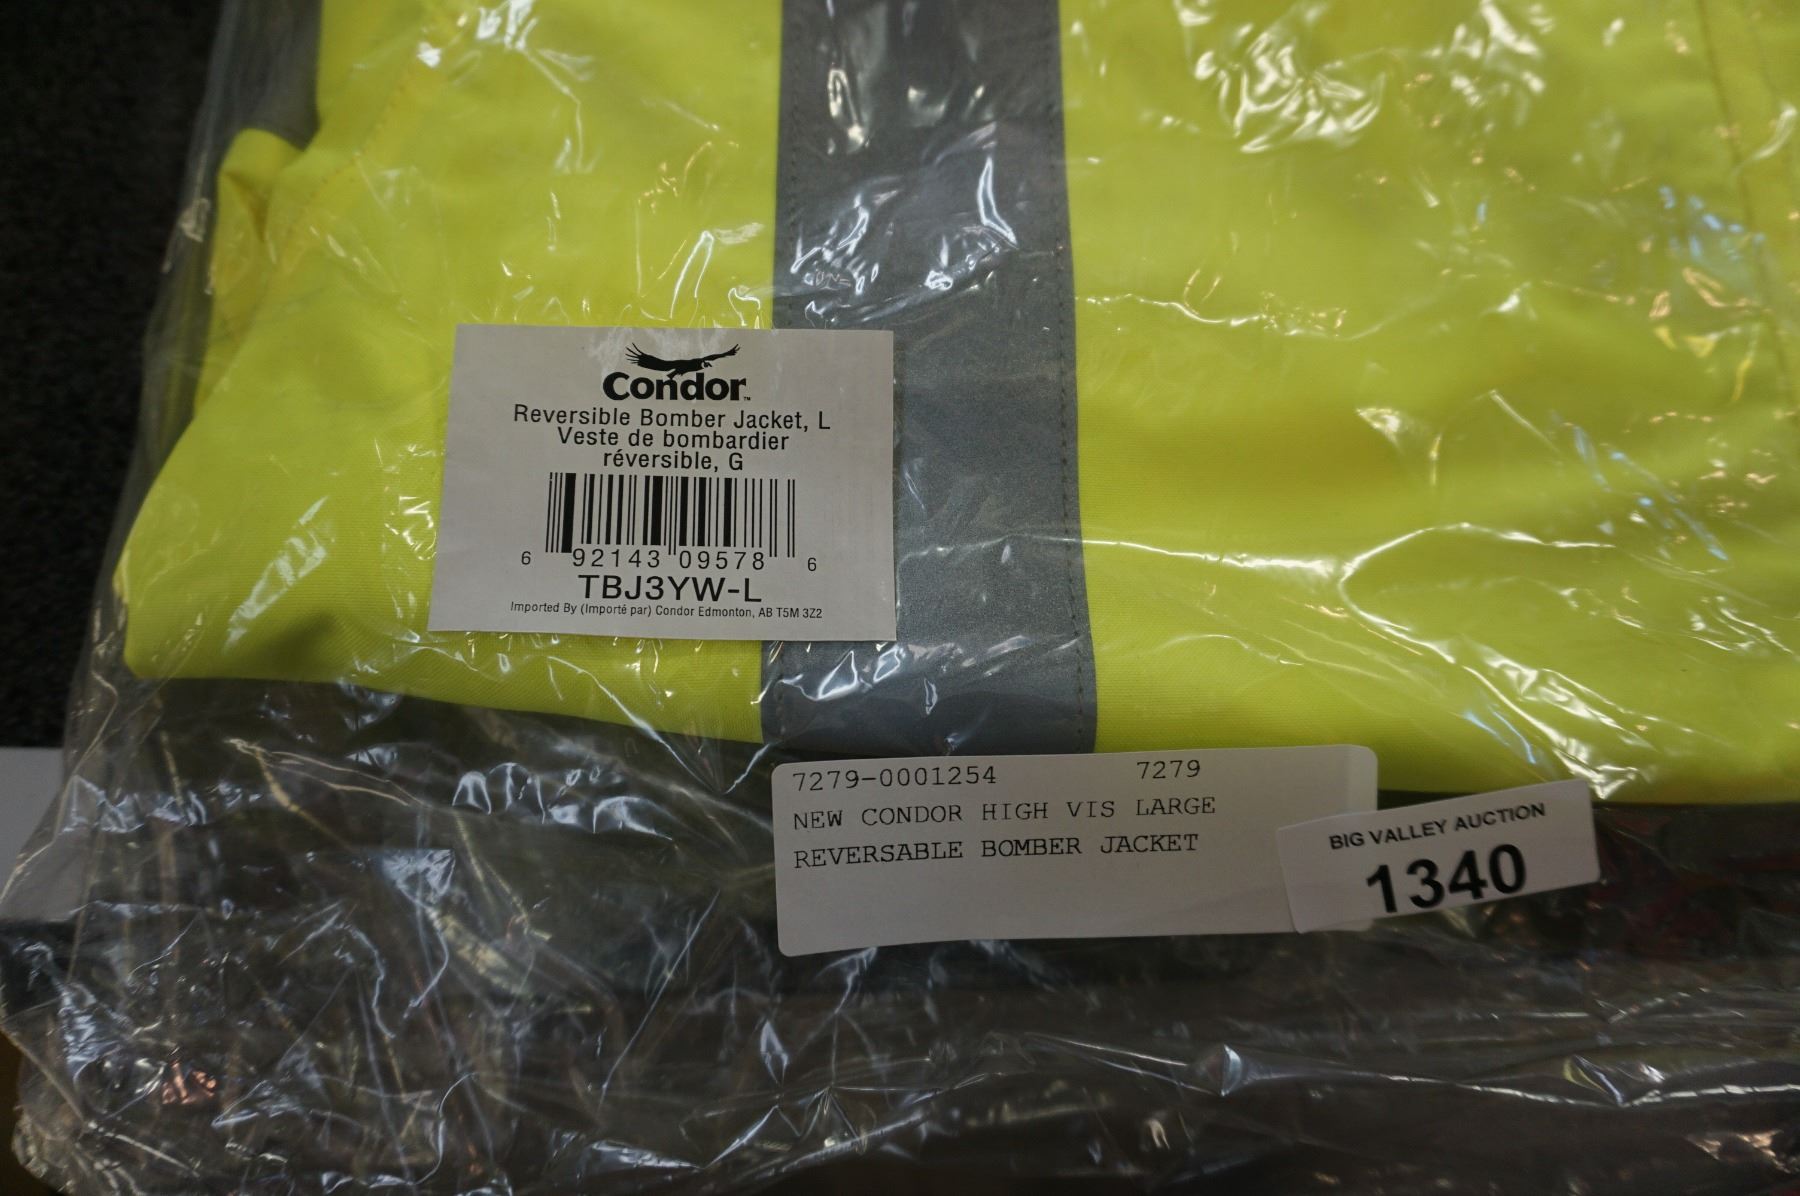 Condor™
Reversible Bomber Jacket, L
Veste de bombardier
réversible, G
6 92143 09578 6
TBJ3YW-L
Imported By (Importé par) Condor Edmonton, AB T5M 3Z2
7279-0001254 7279
NEW CONDOR HIGH VIS LARGE
REVERSABLE BOMBER JACKET
BIG VALLEY AUCTION
1340